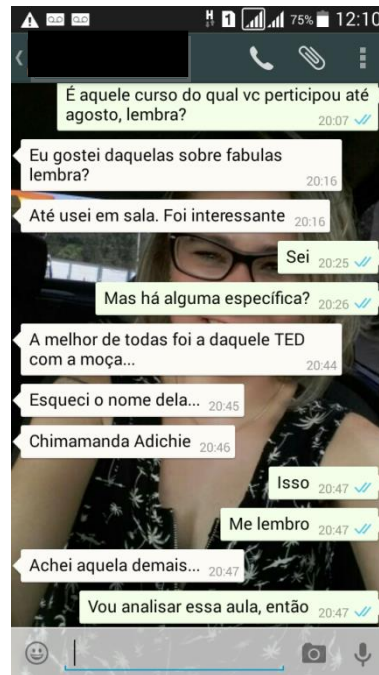 75% 12:10
É aquele curso do qual vc perticipou até
agosto, lembra?
20:07
Eu gostei daquelas sobre fabulas
lembra?
20:16
Até usei em sala. Foi interessante 20:16
Sei 20:25
Mas há alguma específica? 20:26
A melhor de todas foi a daquele TED
com a moça...
20:44
Esqueci o nome dela... 20:45
Chimamanda Adichie 20:46
Isso 20:47
Me lembro 20:47
Achei aquela demais... 20:47
Vou analisar essa aula, então 20:47